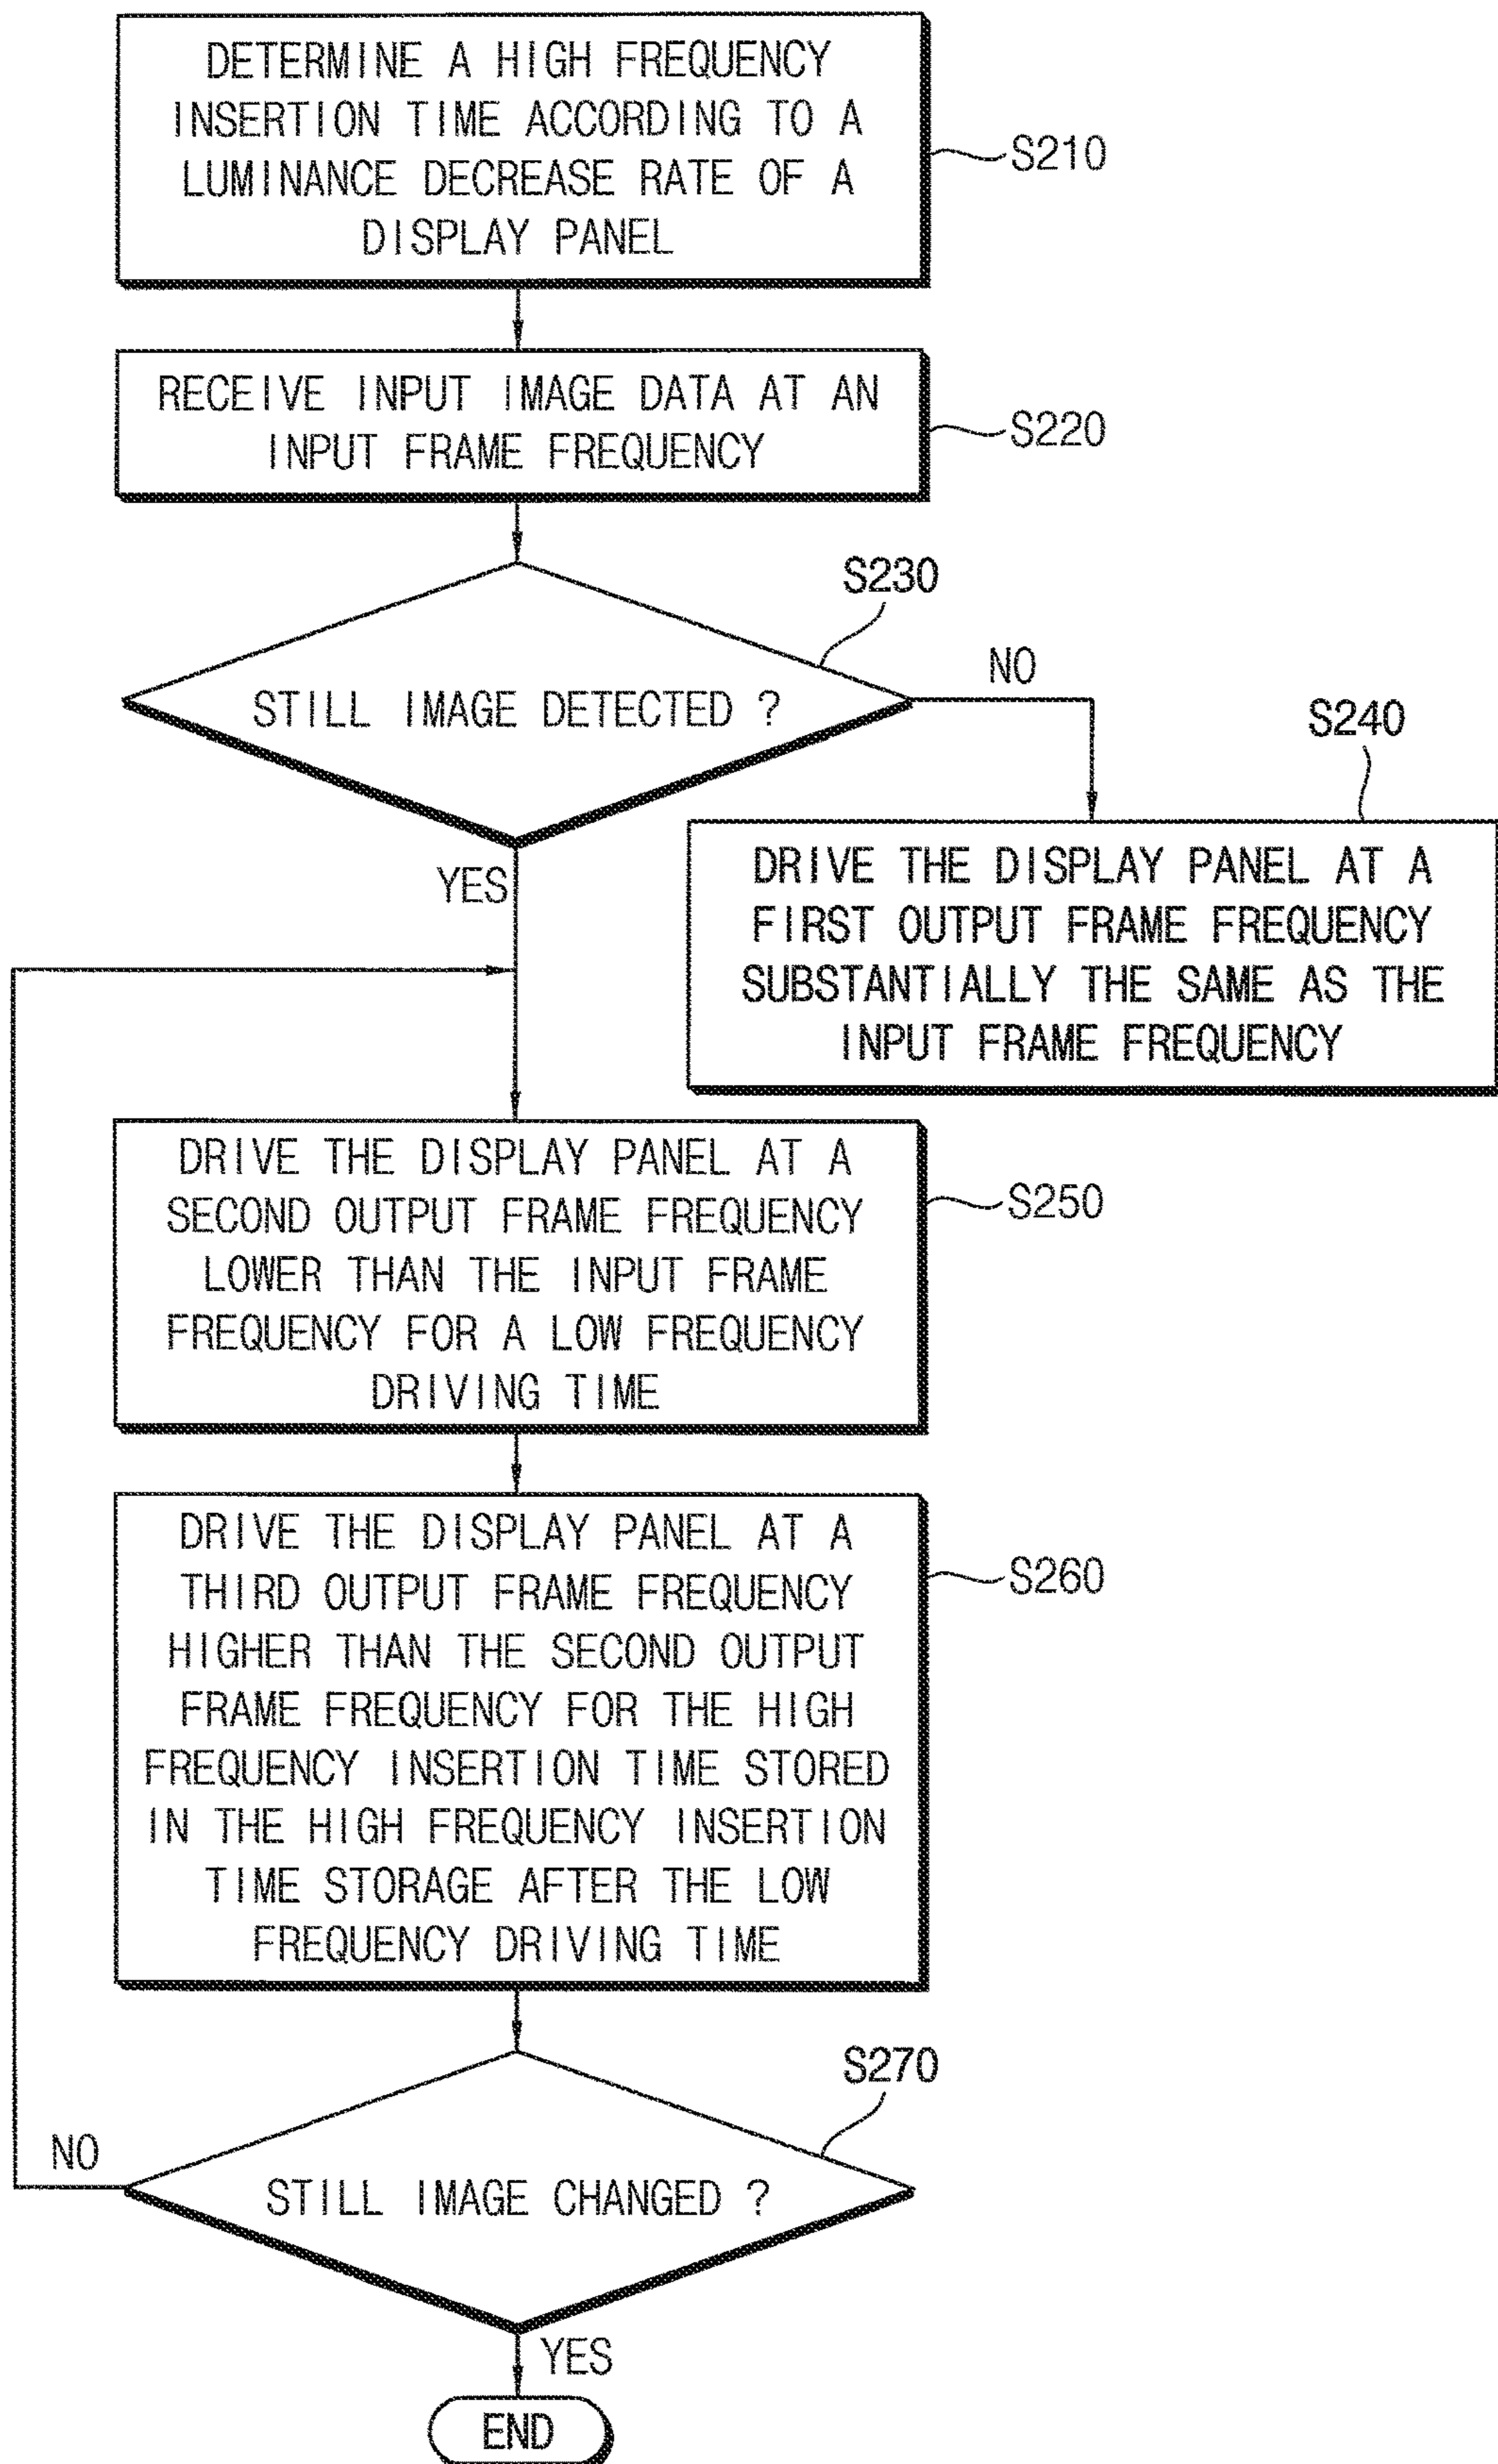 DETERMINE A HIGH FREQUENCY
INSERTION TIME ACCORDING TO A
LUMINANCE DECREASE RATE OF A
DISPLAY PANEL
S210
RECEIVE INPUT IMAGE DATA AT AN
INPUT FRAME FREQUENCY
S220
S230
STILL IMAGE DETECTED ?
NO
YES
S240
DRIVE THE DISPLAY PANEL AT A
FIRST OUTPUT FRAME FREQUENCY
SUBSTANTIALLY THE SAME AS THE
INPUT FRAME FREQUENCY
DRIVE THE DISPLAY PANEL AT A
SECOND OUTPUT FRAME FREQUENCY
LOWER THAN THE INPUT FRAME
FREQUENCY FOR A LOW FREQUENCY
DRIVING TIME
S250
DRIVE THE DISPLAY PANEL AT A
THIRD OUTPUT FRAME FREQUENCY
HIGHER THAN THE SECOND OUTPUT
FRAME FREQUENCY FOR THE HIGH
FREQUENCY INSERTION TIME STORED
IN THE HIGH FREQUENCY INSERTION
TIME STORAGE AFTER THE LOW
FREQUENCY DRIVING TIME
S260
S270
NO
STILL IMAGE CHANGED ?
YES
END